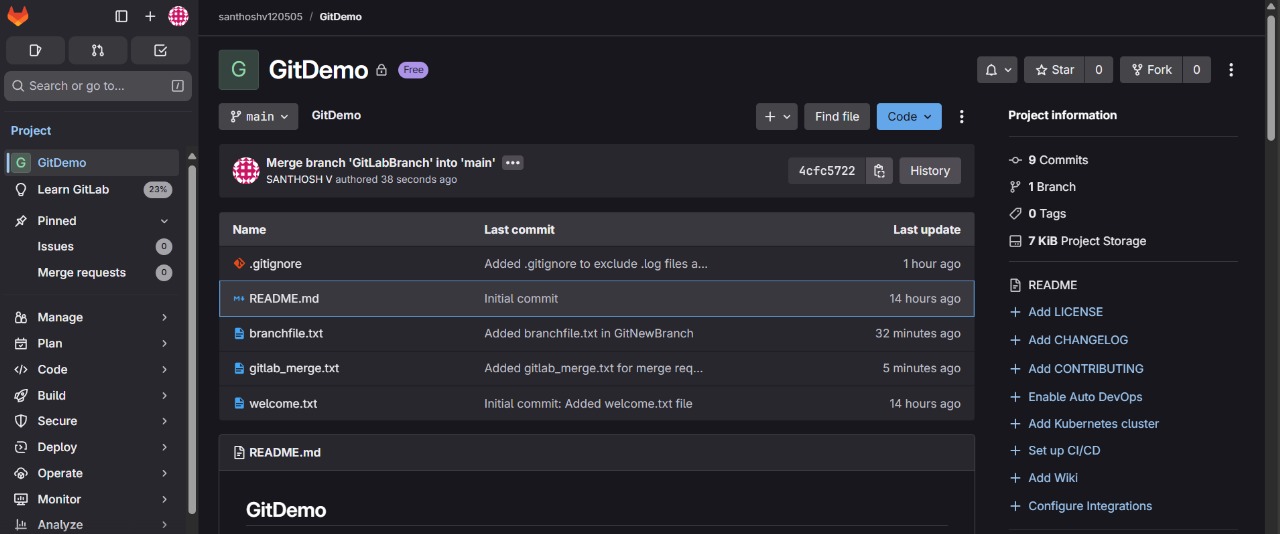 santhoshv120505 / GitDemo
Search or go to... /
Project
G GitDemo
Learn GitLab 23%
Pinned
Issues 0
Merge requests 0
Manage
Plan
Code
Build
Secure
Deploy
Operate
Monitor
Analyze
G GitDemo Free
Star 0 Fork 0
main GitDemo
Find file Code
Merge branch 'GitLabBranch' into 'main'
SANTHOSH V authored 38 seconds ago
4cfc5722 History
Name Last commit Last update
.gitignore Added .gitignore to exclude .log files a... 1 hour ago
README.md Initial commit 14 hours ago
branchfile.txt Added branchfile.txt in GitNewBranch 32 minutes ago
gitlab_merge.txt Added gitlab_merge.txt for merge req... 5 minutes ago
welcome.txt Initial commit: Added welcome.txt file 14 hours ago
README.md
GitDemo
Project information
9 Commits
1 Branch
0 Tags
7 KiB Project Storage
README
Add LICENSE
Add CHANGELOG
Add CONTRIBUTING
Enable Auto DevOps
Add Kubernetes cluster
Set up CI/CD
Add Wiki
Configure Integrations